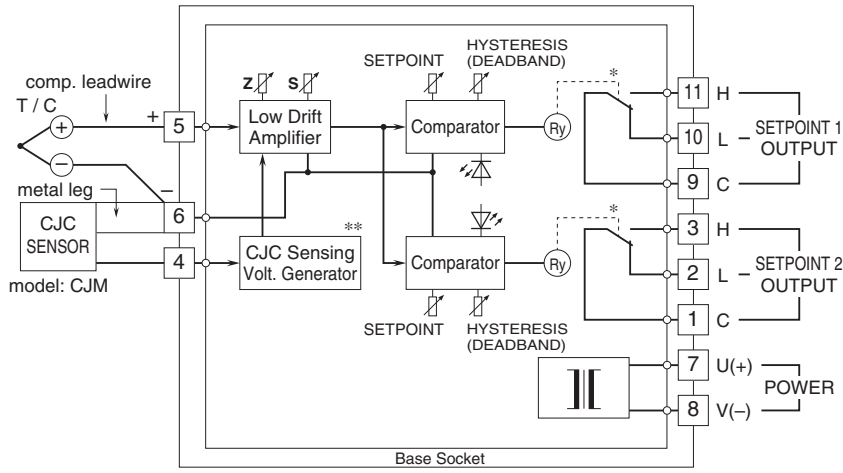 comp. leadwire
T / C
+
+
−
−
metal leg
CJC
SENSOR
model: CJM
5
6
4
Z
S
Low Drift
Amplifier
**
CJC Sensing
Volt. Generator
SETPOINT
HYSTERESIS
(DEADBAND)
Comparator
Ry
*
Comparator
Ry
*
SETPOINT
HYSTERESIS
(DEADBAND)
11 H
10 L
9 C
SETPOINT 1
OUTPUT
3 H
2 L
1 C
SETPOINT 2
OUTPUT
7 U(+)
8 V(−)
POWER
Base Socket